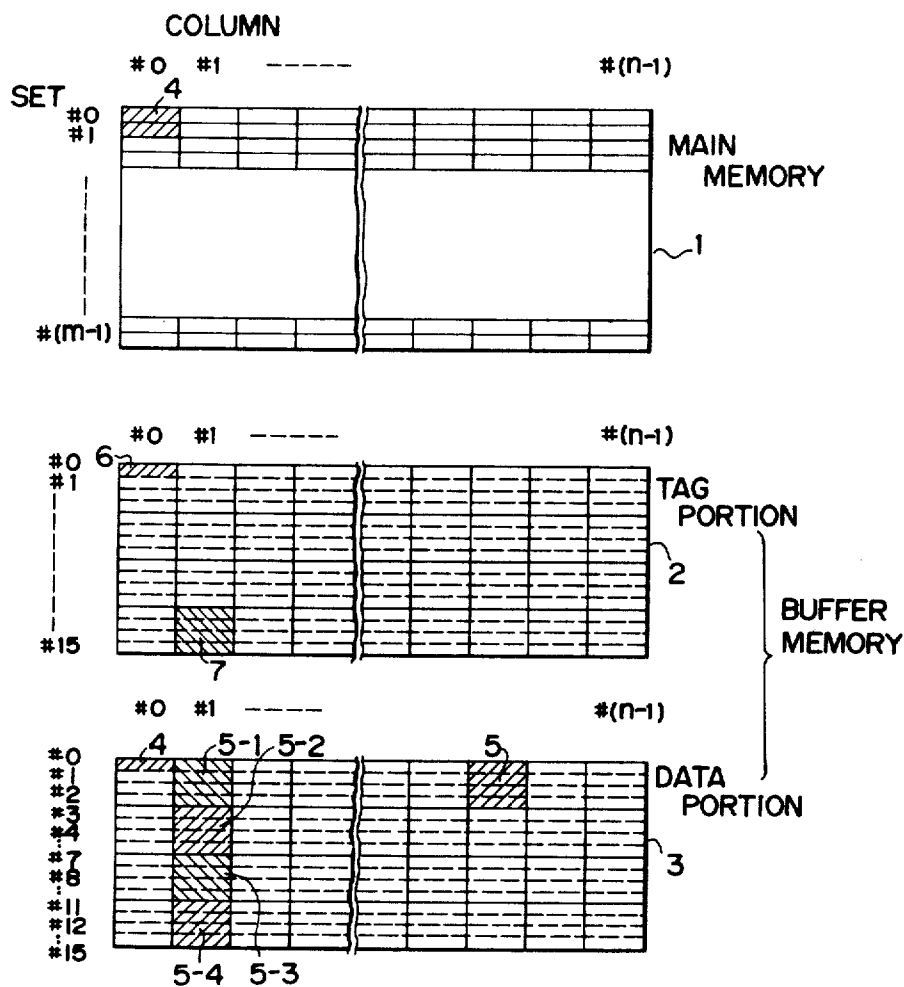 COLUMN
#0 #1 #(n-1)
SET
4
#0
#1
MAIN
MEMORY
1
#(m-1)
#0 #1 #(n-1)
6
#0
#1
TAG
PORTION
2
BUFFER
MEMORY
#15
7
#0 #1 #(n-1)
4 5-1 5-2 5
#0
#1
#2
#3
#4
#7
#8
#11
#12
#15
DATA
PORTION
3
5-4 5-3